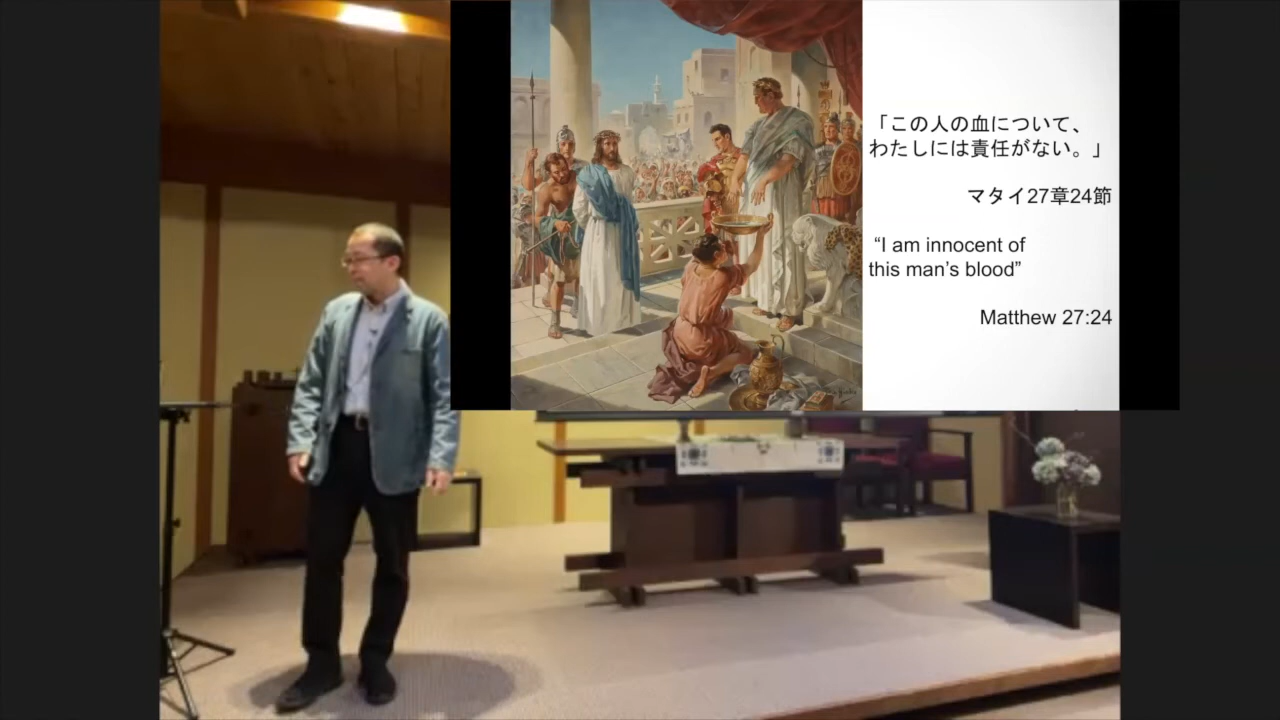 「この人の血について、
わたしには責任がない。」
マタイ27章24節
“I am innocent of
this man’s blood”
Matthew 27:24